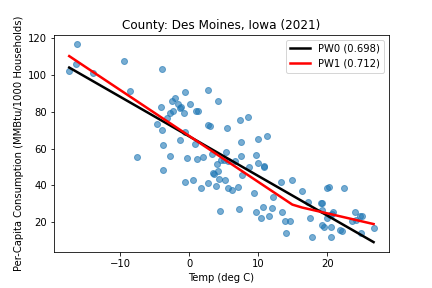 County: Des Moines, Iowa (2021)
PW0 (0.698)
PW1 (0.712)
Per-Capita Consumption (MMBtu/1000 Households)
120
100
80
60
40
20
−10
0
10
20
Temp (deg C)